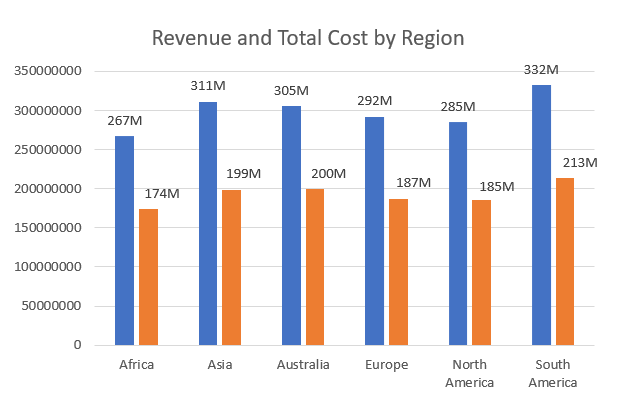 Revenue and Total Cost by Region
350000000
300000000
250000000
200000000
150000000
100000000
50000000
0
267M
174M
311M
199M
305M
200M
292M
187M
285M
185M
332M
213M
Africa
Asia
Australia
Europe
North
America
South
America